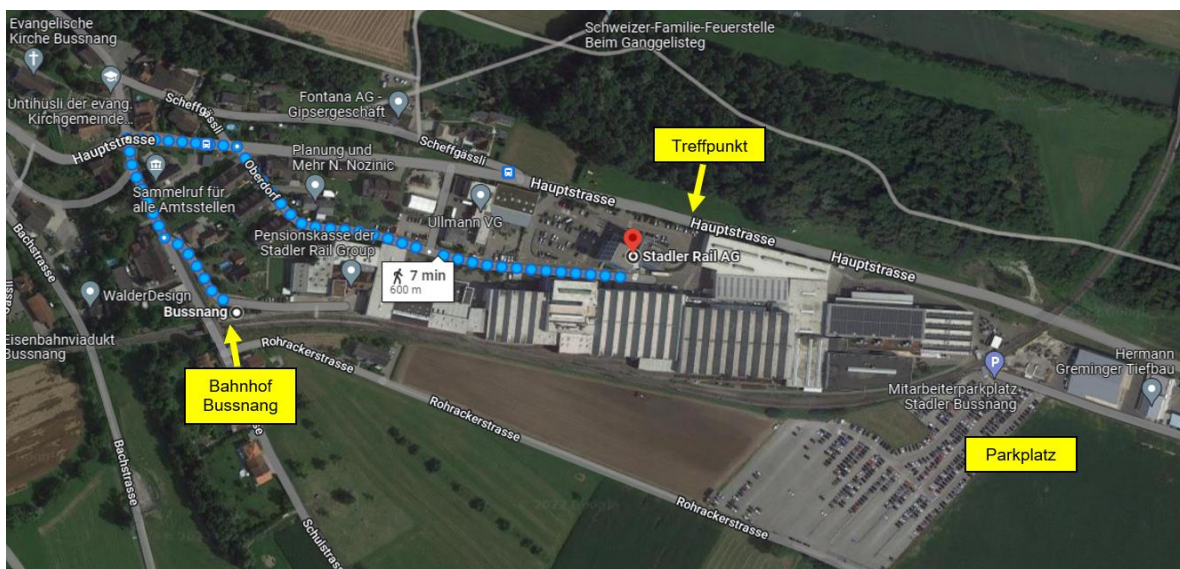 Evangelische
Kirche Bussnang
Schweizer-Familie-Feuerstelle
Beim Ganggelisteg
Untihüsli der evang.
Kirchgemeinde...
Scheffgässli
Fontana AG -
Gipsergeschäft
Scheffgässli
Treffpunkt
Hauptstrasse
Oberdorf
Planung und
Mehr N. Nozinic
Sammelruf für
alle Amtsstellen
Hauptstrasse
Hauptstrasse
Hauptstrasse
Ullmann VG
Bachstrasse
Pensionskasse der
Stadler Rail Group
7 min
600 m
Stadler Rail AG
WalderDesign
Bussnang
Eisenbahnviadukt
Bussnang
Rohrackerstrasse
Bahnhof
Bussnang
Hermann
Greminger Tiefbau
P
Mitarbeiterparkplatz
Stadler Bussnang
Rohrackerstrasse
Bachstrasse
Parkplatz
Rohrackerstrasse
Schulstrasse